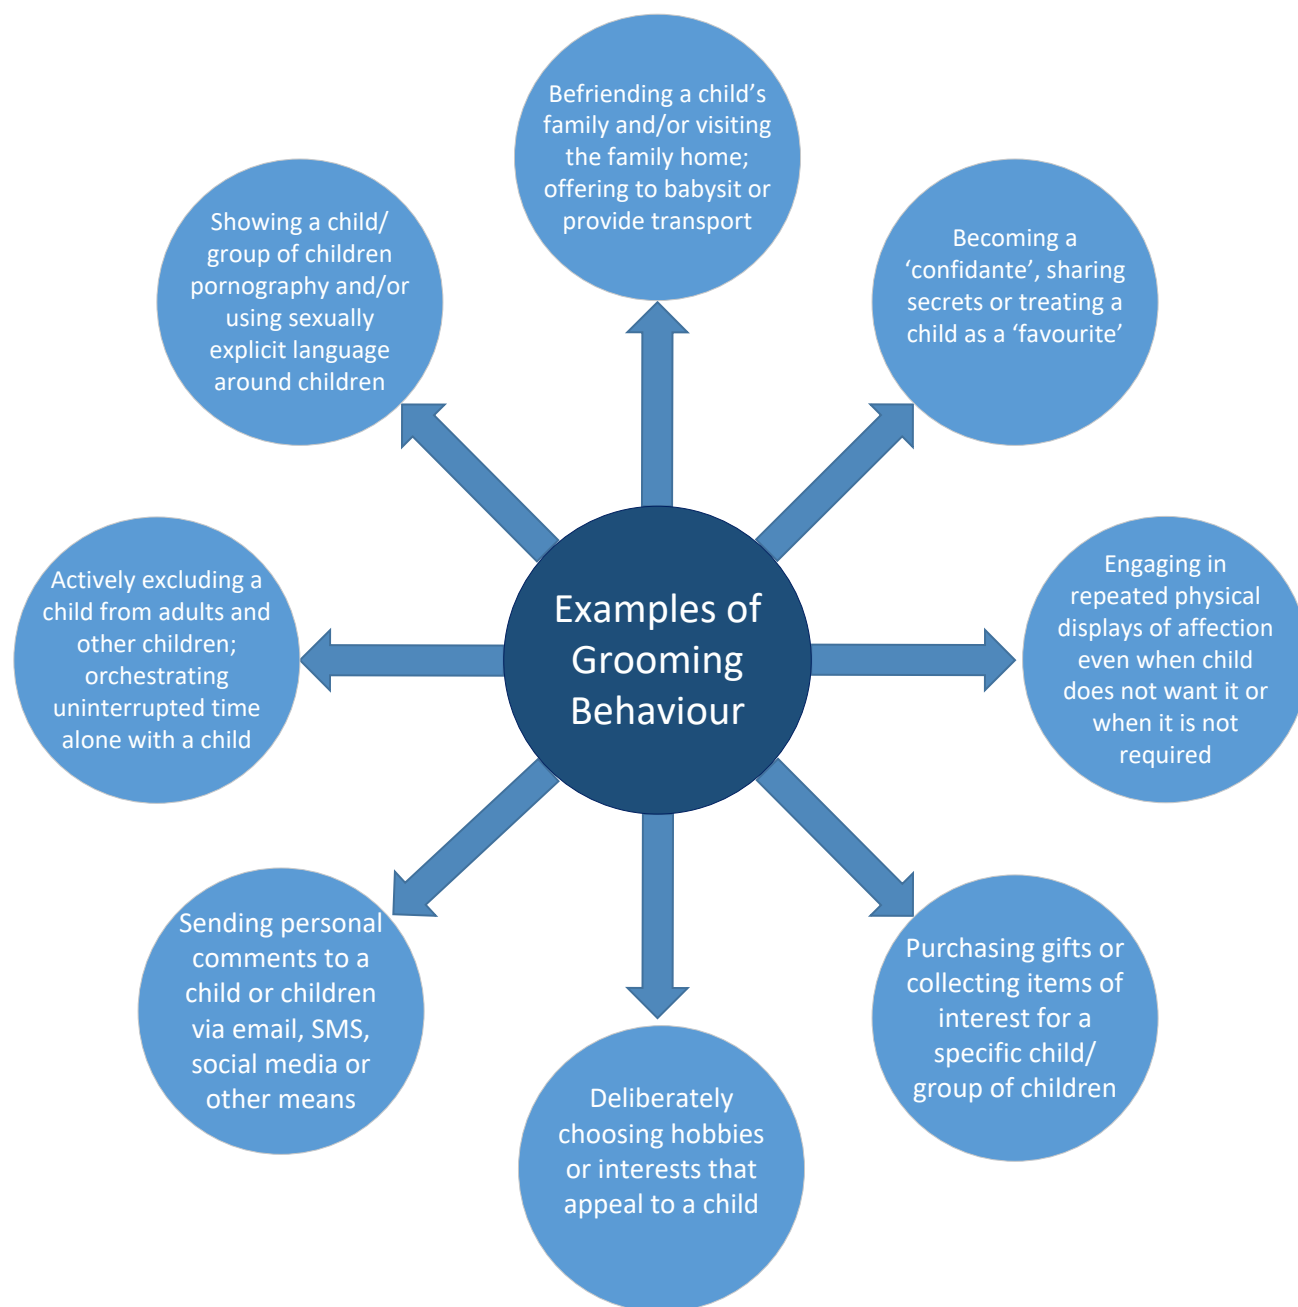 Befriending a child’s
family and/or visiting
the family home;
offering to babysit or
provide transport
Becoming a
‘confidante’, sharing
secrets or treating a
child as a ‘favourite’
Engaging in
repeated physical
displays of affection
even when child
does not want it or
when it is not
required
Purchasing gifts or
collecting items of
interest for a
specific child/
group of children
Deliberately
choosing hobbies
or interests that
appeal to a child
Sending personal
comments to a
child or children
via email, SMS,
social media or
other means
Actively excluding a
child from adults and
other children;
orchestrating
uninterrupted time
alone with a child
Showing a child/
group of children
pornography and/or
using sexually
explicit language
around children
Examples of
Grooming
Behaviour